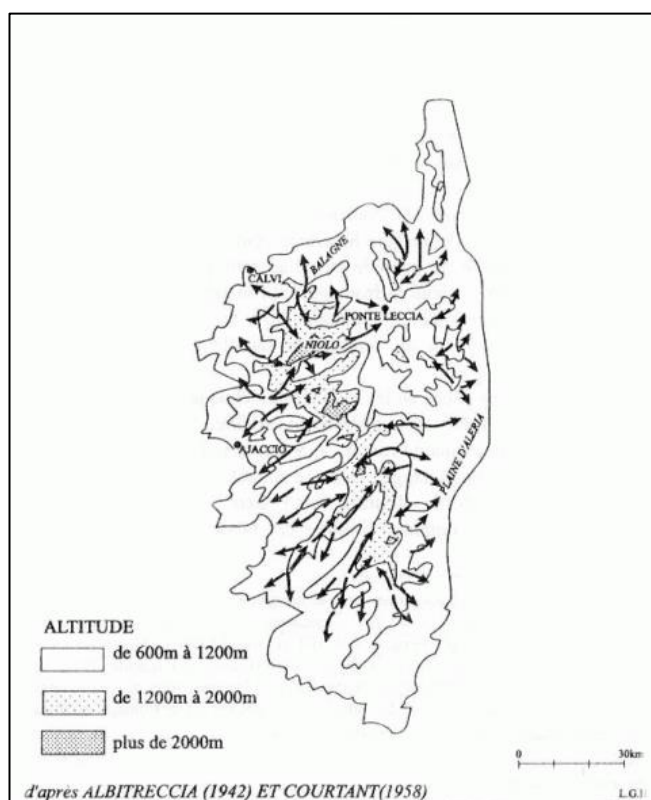 BALAGNE
CALVI
PONTE LECCIA
NIOLO
AJACCIO
PLAINE D'ALERIA
ALTITUDE
de 600m à 1200m
de 1200m à 2000m
plus de 2000m
0 30km
d'après ALBITRECCIA (1942) ET COURTANT(1958)